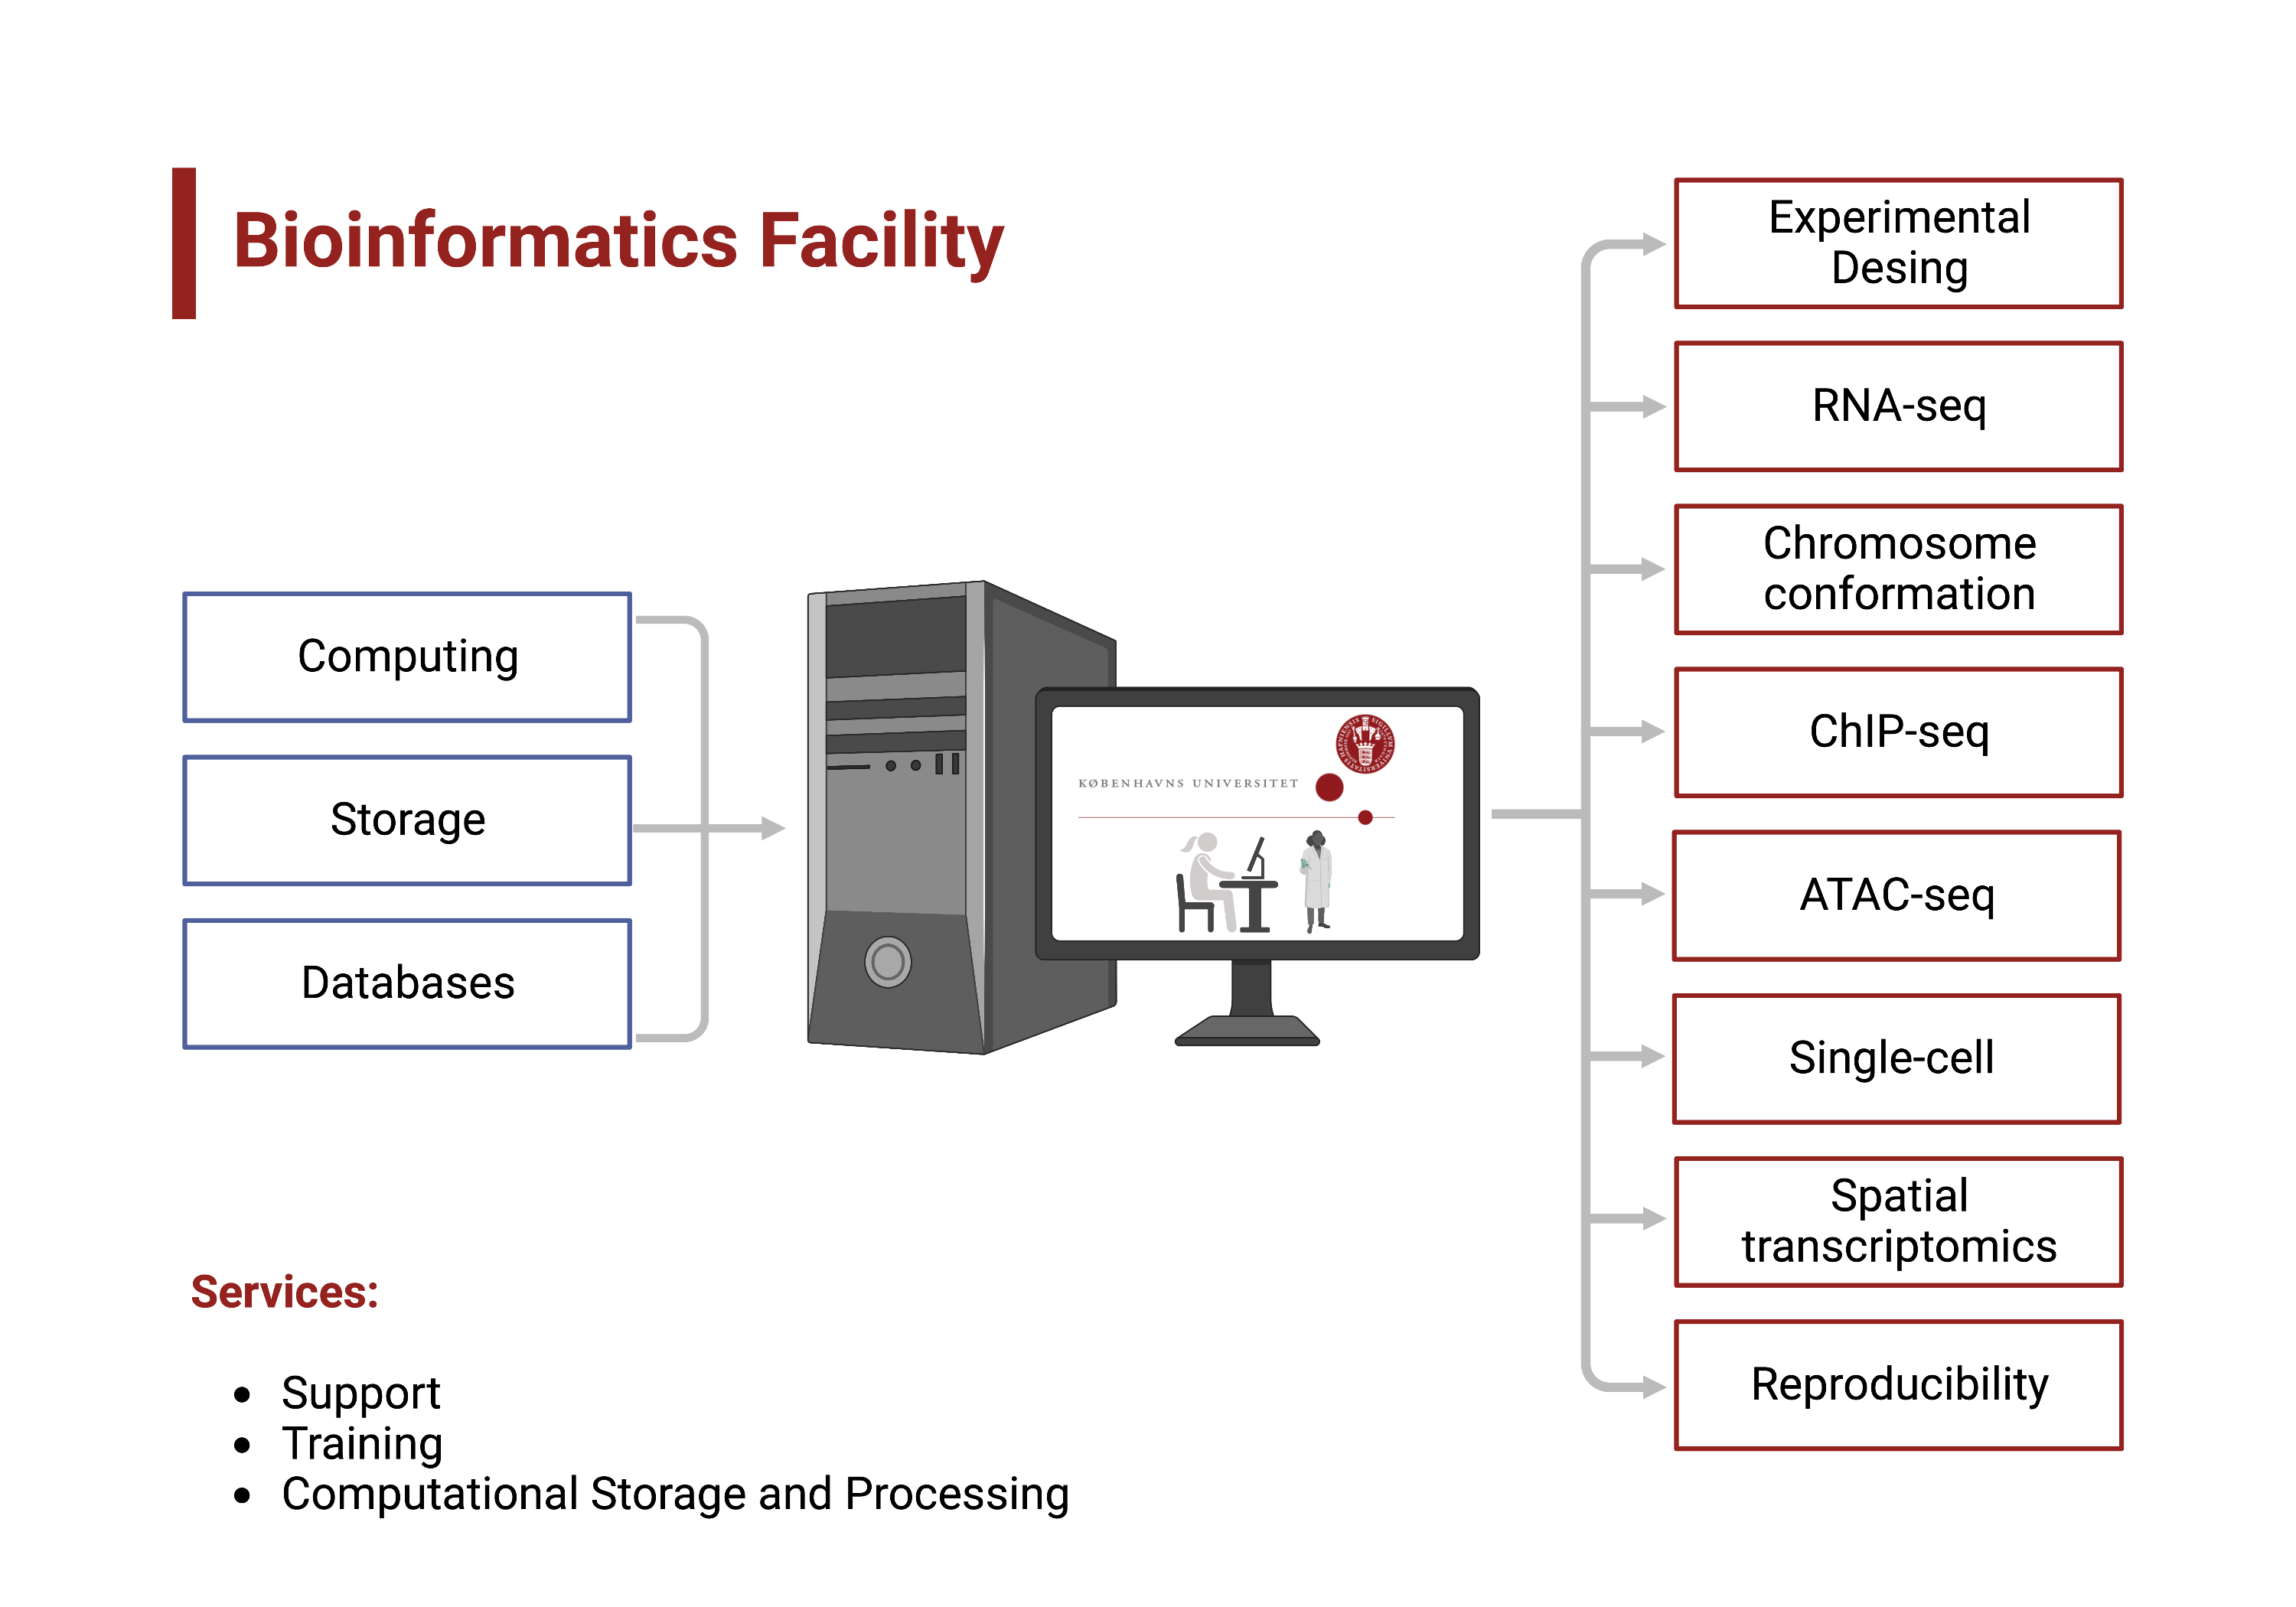 Bioinformatics Facility
Computing
Storage
Databases
KØBENHAVNS UNIVERSITET
Experimental
Desing
RNA-seq
Chromosome
conformation
ChIP-seq
ATAC-seq
Single-cell
Spatial
transcriptomics
Reproducibility
Services:
• Support
• Training
• Computational Storage and Processing